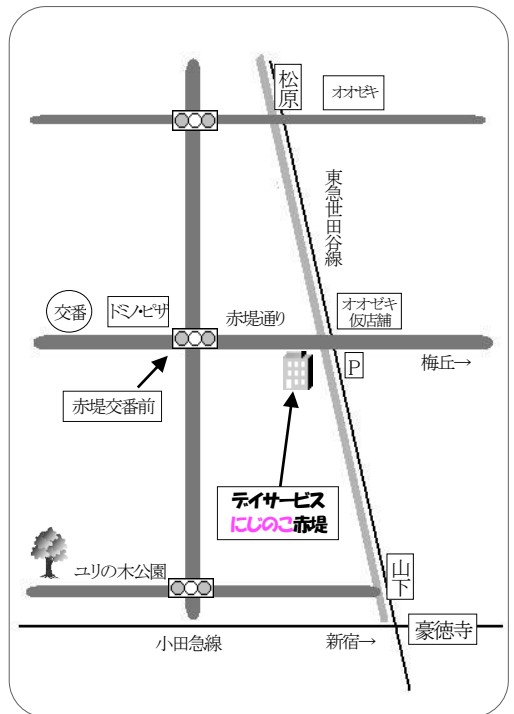 松原
オオゼキ
東急世田谷線
交番
ドミノ・ピザ
赤堤通り
オオゼキ
仮店舗
P
梅丘→
赤堤交番前
デイサービス
にじのこ赤堤
ユリの木公園
山下
小田急線
新宿→
豪徳寺